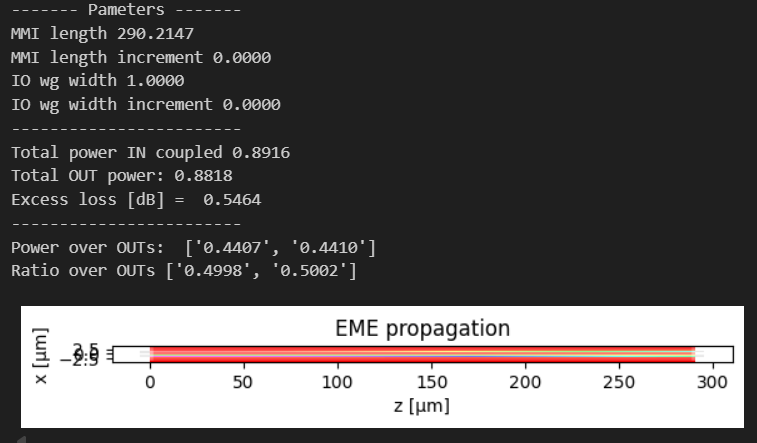 ------- Pameters -------
MMI length 290.2147
MMI length increment 0.0000
IO wg width 1.0000
IO wg width increment 0.0000
------------------------
Total power IN coupled 0.8916
Total OUT power: 0.8818
Excess loss [dB] =  0.5464
------------------------
Power over OUTs:  ['0.4407', '0.4410']
Ratio over OUTs ['0.4998', '0.5002']
EME propagation
x [µm]
2.5
−2.5
0 50 100 150 200 250 300
z [µm]